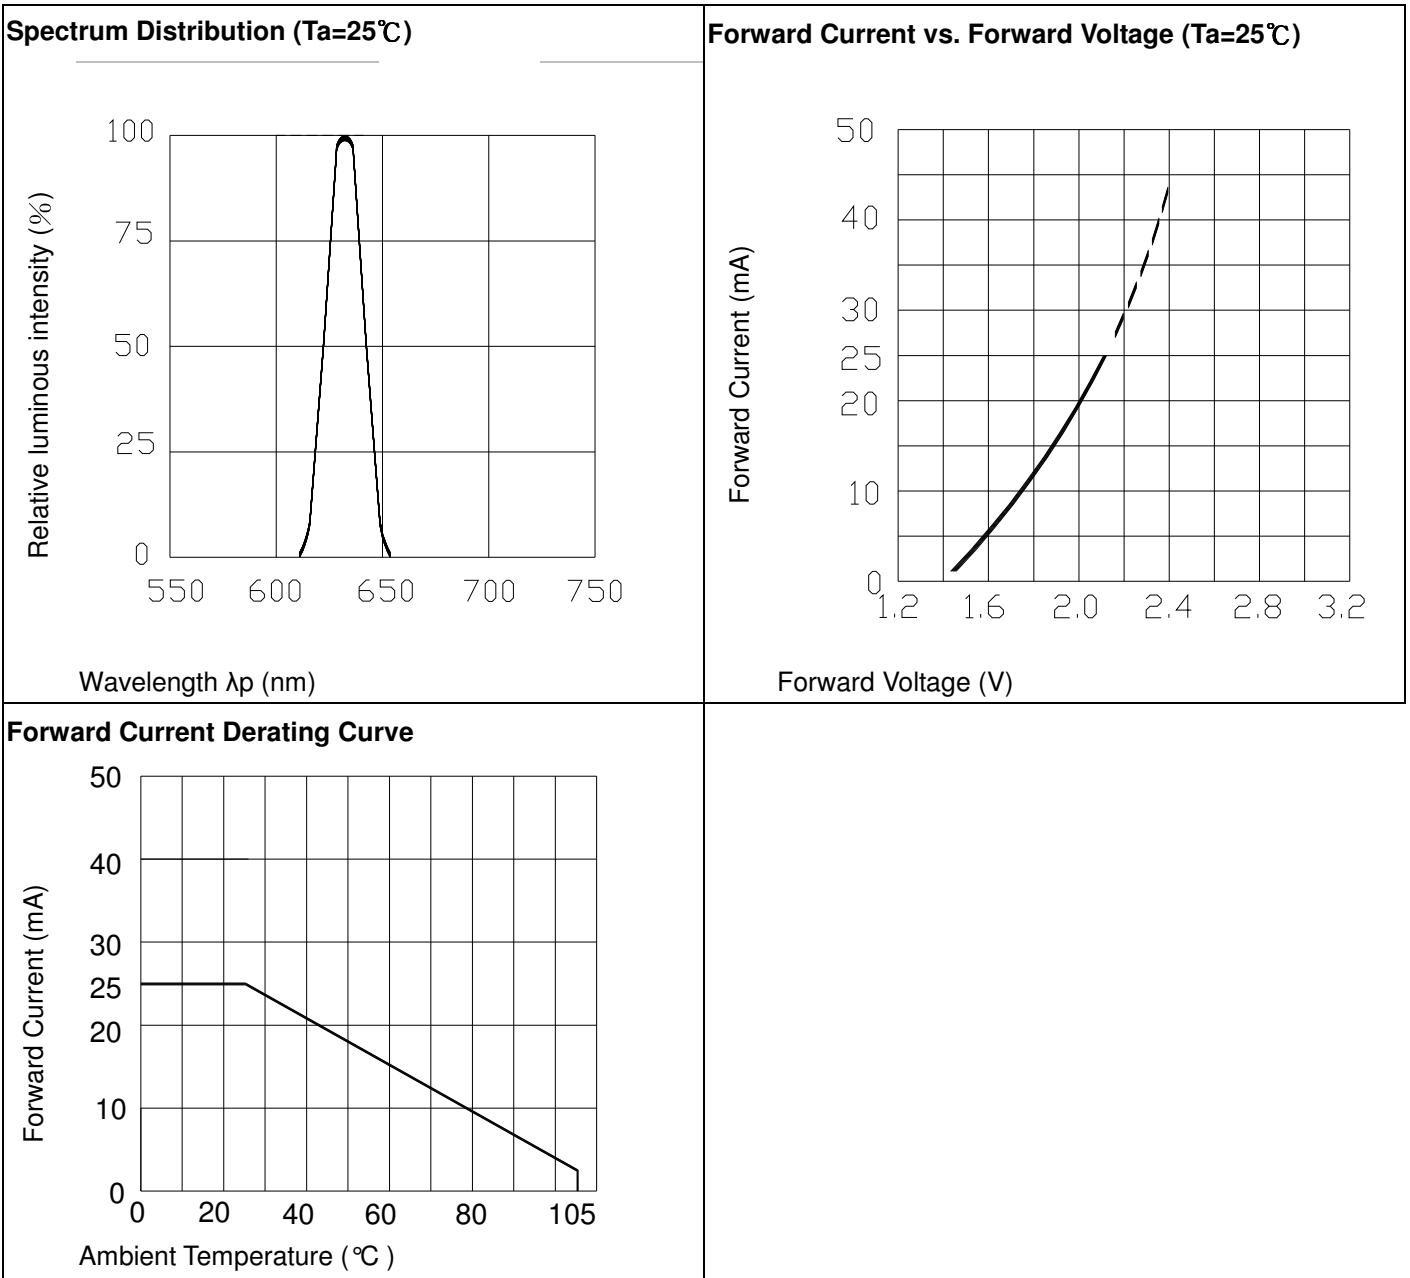 Spectrum Distribution (Ta=25℃)
Relative luminous intensity (%)
100
75
50
25
0
550 600 650 700 750
Wavelength λp (nm)
Forward Current vs. Forward Voltage (Ta=25℃)
Forward Current (mA)
50
40
30
25
20
10
0
1.2 1.6 2.0 2.4 2.8 3.2
Forward Voltage (V)
Forward Current Derating Curve
Forward Current (mA)
50
40
30
25
20
10
0
0 20 40 60 80 105
Ambient Temperature ( ℃ )